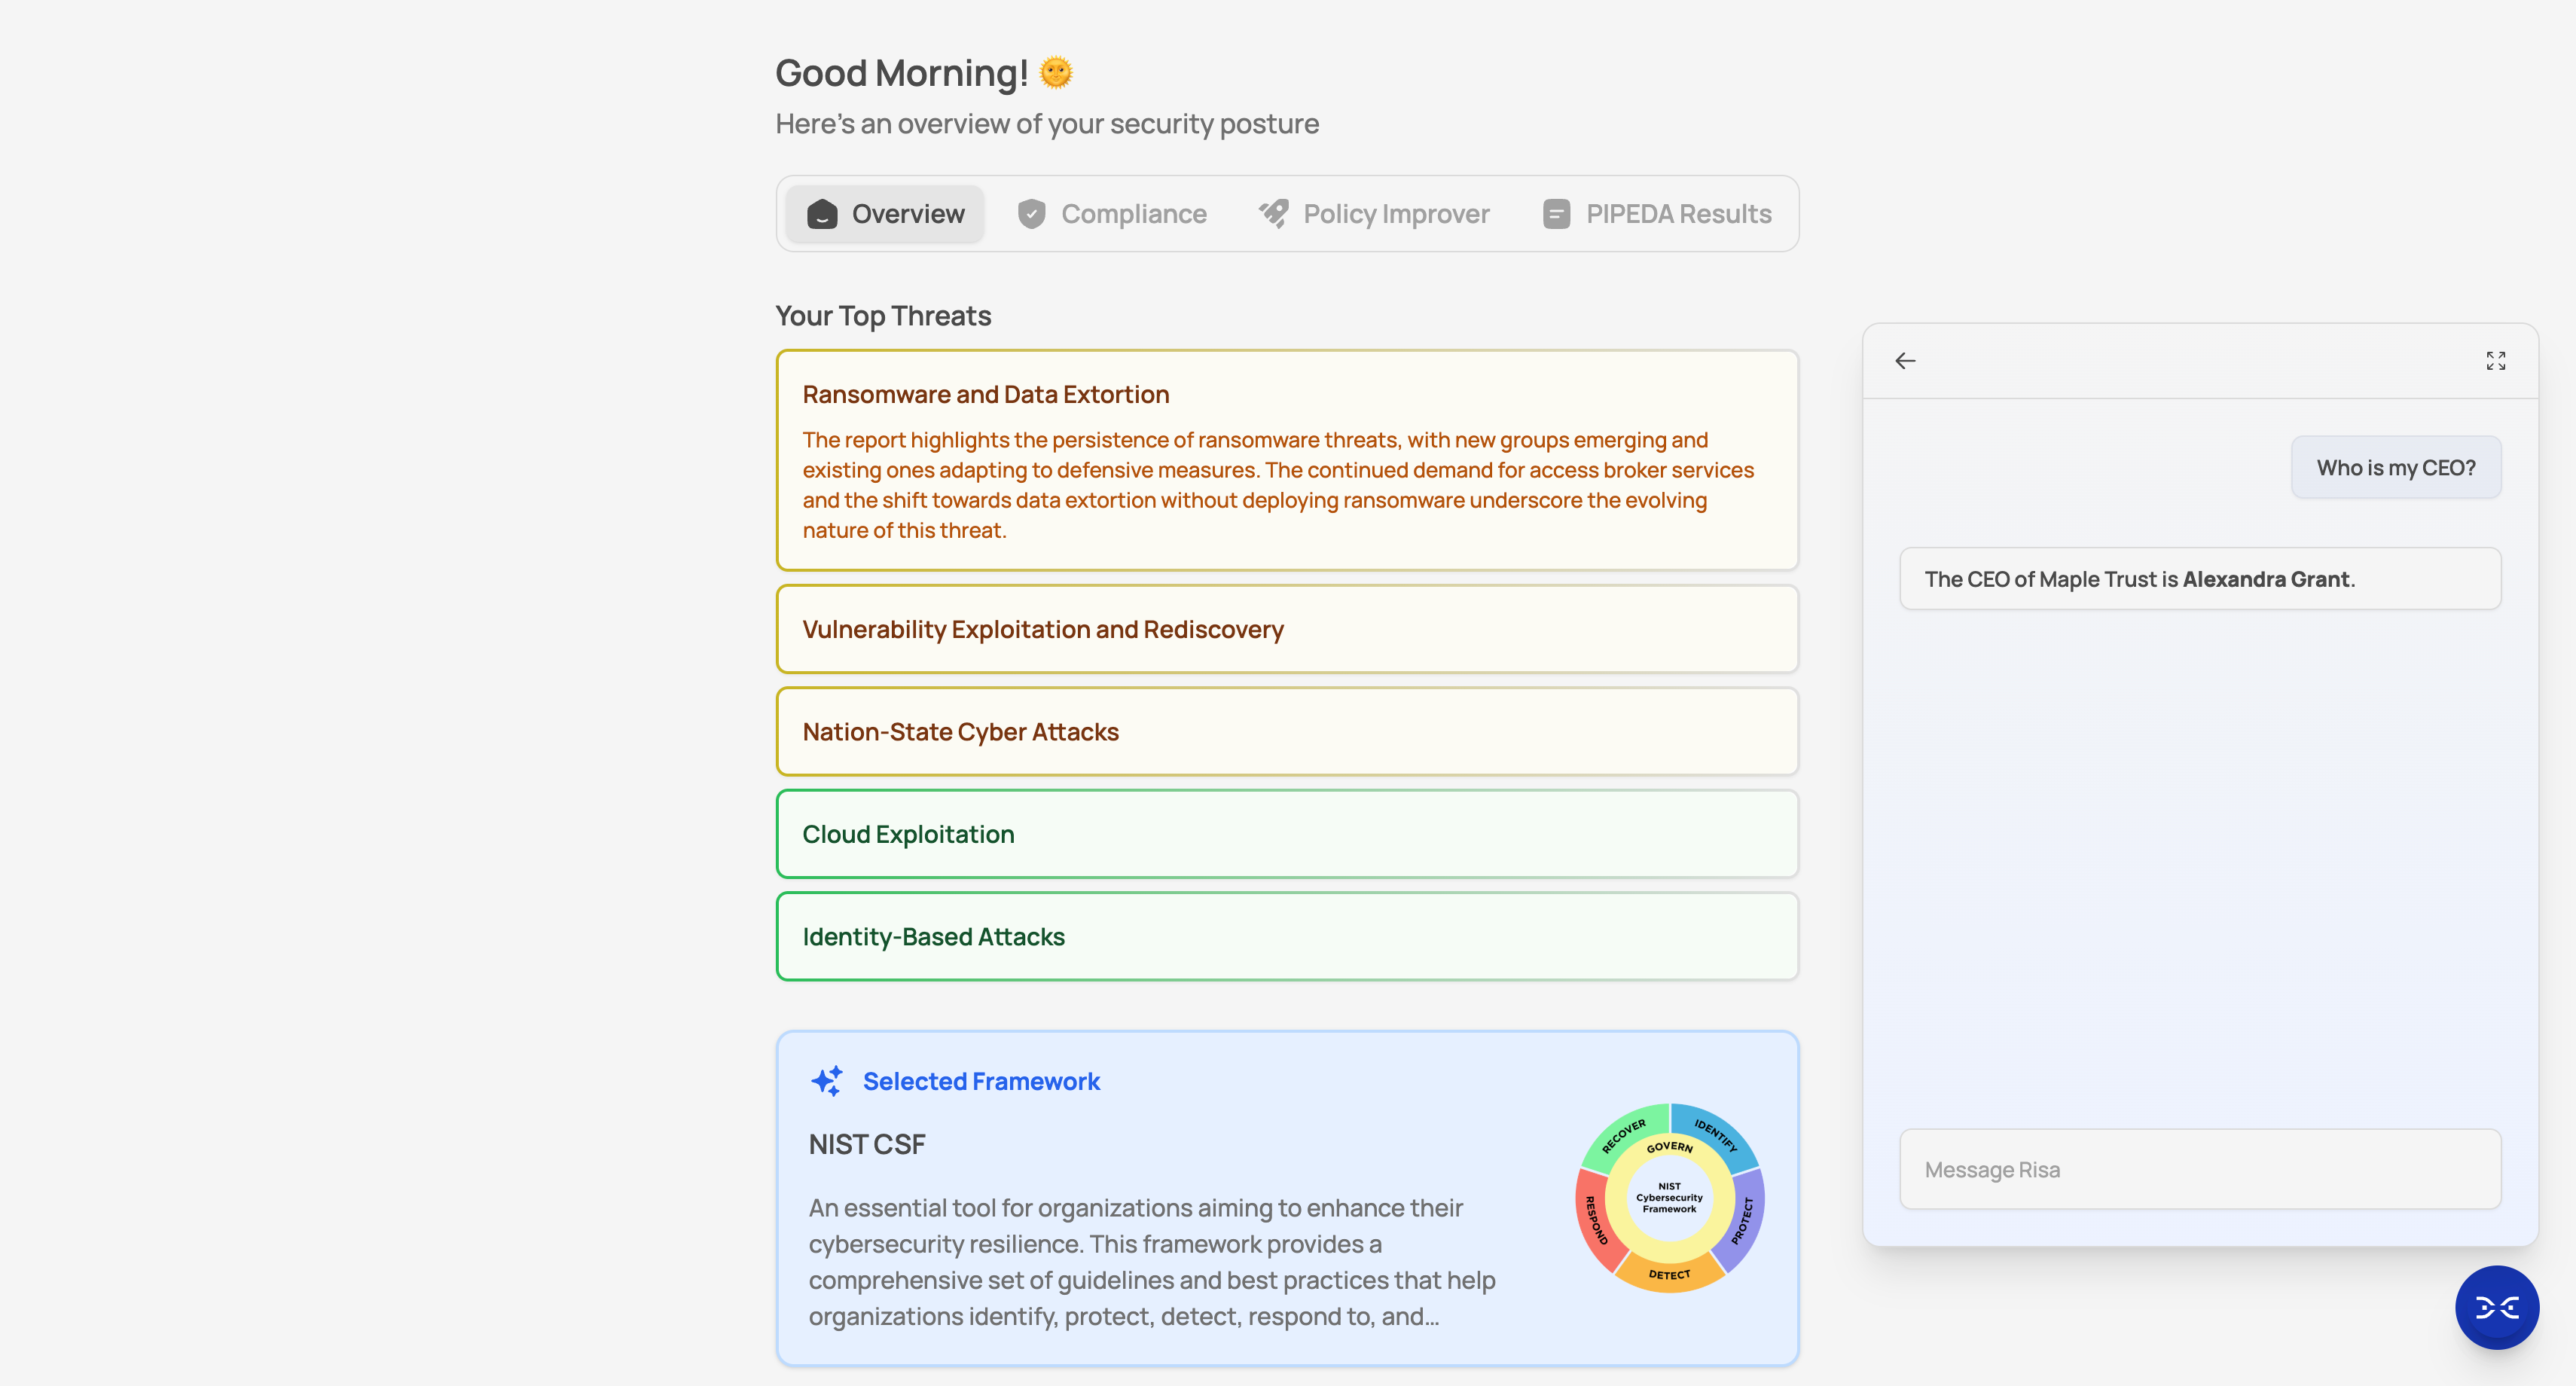 Good Morning! 🌞
Here's an overview of your security posture
Overview
Compliance
Policy Improver
PIPEDA Results
Your Top Threats
Ransomware and Data Extortion
The report highlights the persistence of ransomware threats, with new groups emerging and
existing ones adapting to defensive measures. The continued demand for access broker services
and the shift towards data extortion without deploying ransomware underscore the evolving
nature of this threat.
Vulnerability Exploitation and Rediscovery
Nation-State Cyber Attacks
Cloud Exploitation
Identity-Based Attacks
Selected Framework
NIST CSF
An essential tool for organizations aiming to enhance their
cybersecurity resilience. This framework provides a
comprehensive set of guidelines and best practices that help
organizations identify, protect, detect, respond to, and...
RECOVER
IDENTIFY
GOVERN
NIST
Cybersecurity
Framework
RESPOND
PROTECT
DETECT
Who is my CEO?
The CEO of Maple Trust is Alexandra Grant.
Message Risa